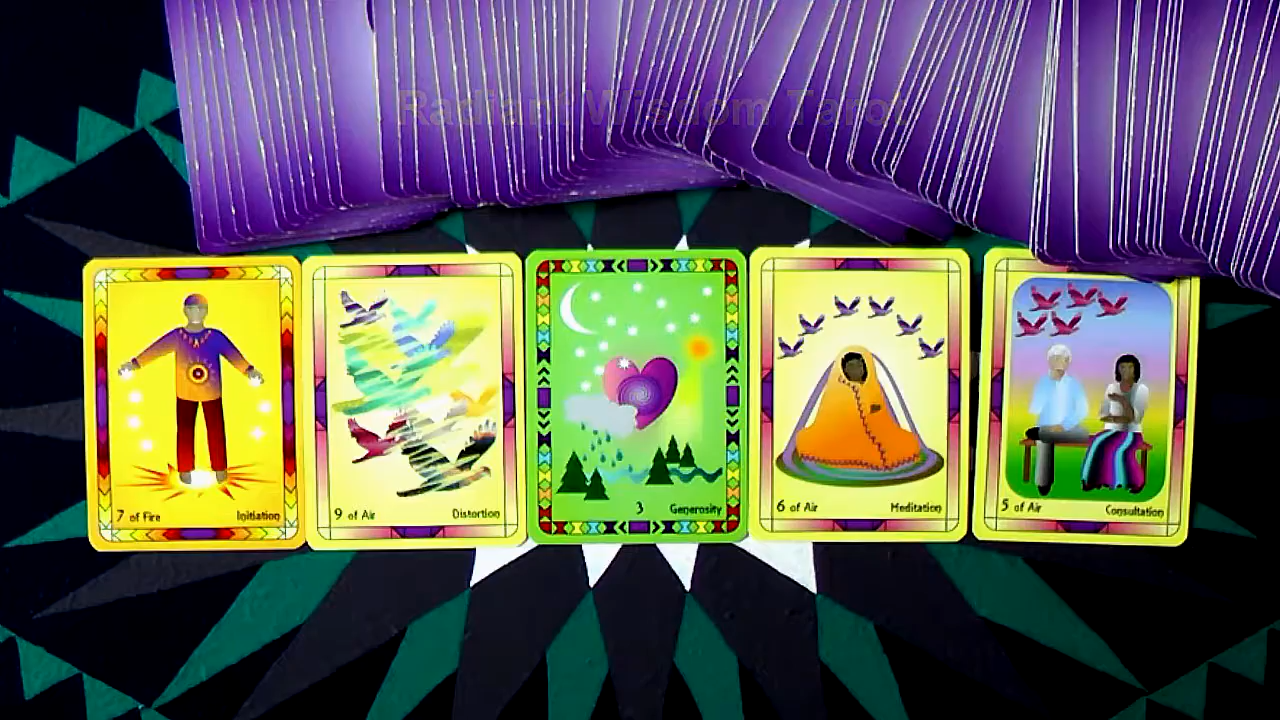 Radiant Wisdom Tarot
7 of Fire Initiation
9 of Air Distortion
3 Generosity
6 of Air Meditation
5 of Air Consultation